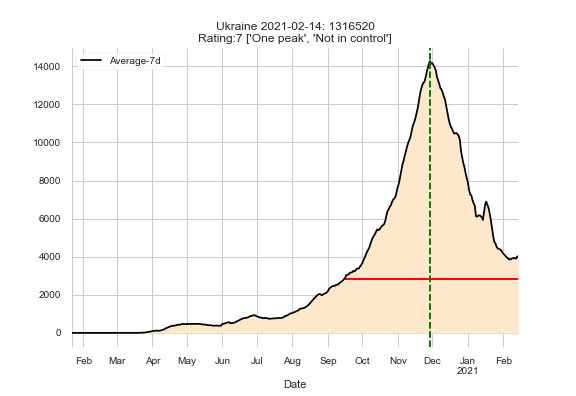 Ukraine 2021-02-14: 1316520
Rating:7 ['One peak', 'Not in control']
Average-7d
14000
12000
10000
8000
6000
4000
2000
0
Feb Mar Apr May Jun Jul Aug Sep Oct Nov Dec Jan Feb
2021
Date